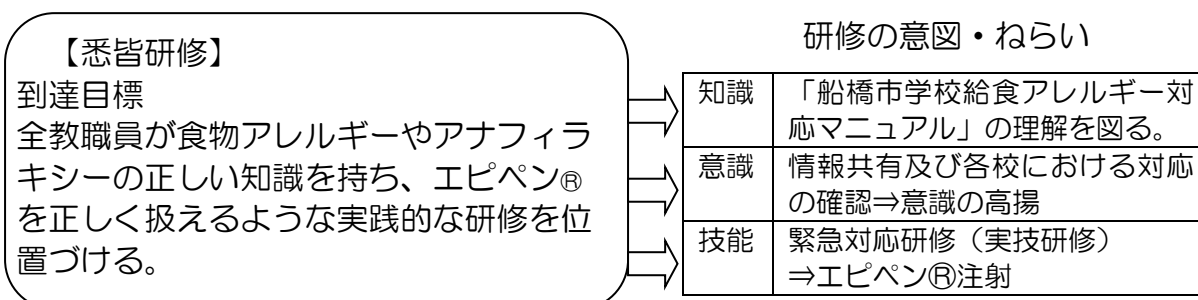 【悉皆研修】
到達目標
全教職員が食物アレルギーやアナフィラ
キシーの正しい知識を持ち、エピペン®
を正しく扱えるような実践的な研修を位
置づける。
研修の意図・ねらい
知識 「船橋市学校給食アレルギー対
応マニュアル」の理解を図る。
意識 情報共有及び各校における対応
の確認⇒意識の高揚
技能 緊急対応研修（実技研修）
⇒エピペンⓇ注射